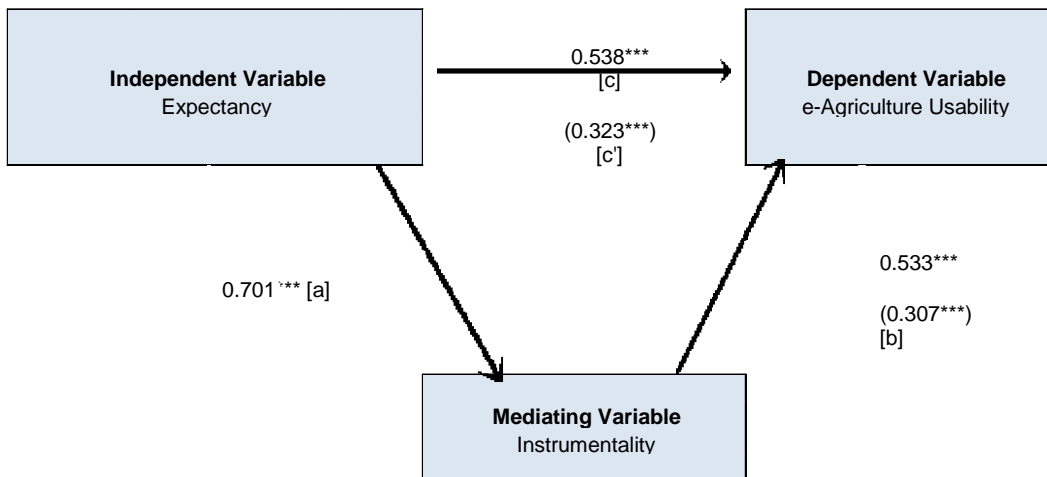 Independent Variable
Expectancy
0.538***
[c]
(0.323***)
[c']
Dependent Variable
e-Agriculture Usability
0.701*** [a]
0.533***
(0.307***)
[b]
Mediating Variable
Instrumentality